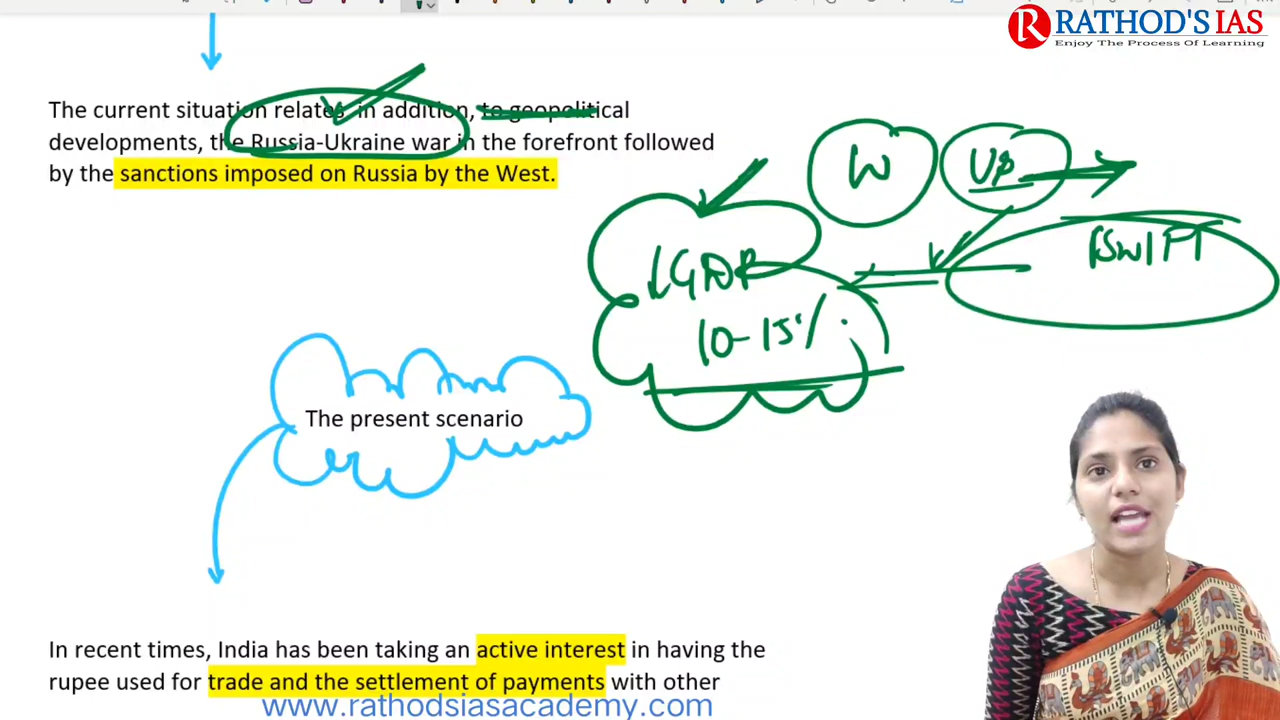 RATHOD'S IAS
Enjoy The Process Of Learning
The current situation relates in addition, to geopolitical
developments, the Russia-Ukraine war in the forefront followed
by the sanctions imposed on Russia by the West.
W
U$
SWIFT
↓GDP
10-15%
The present scenario
In recent times, India has been taking an active interest in having the
rupee used for trade and the settlement of payments with other
www.rathodsiasacademy.com